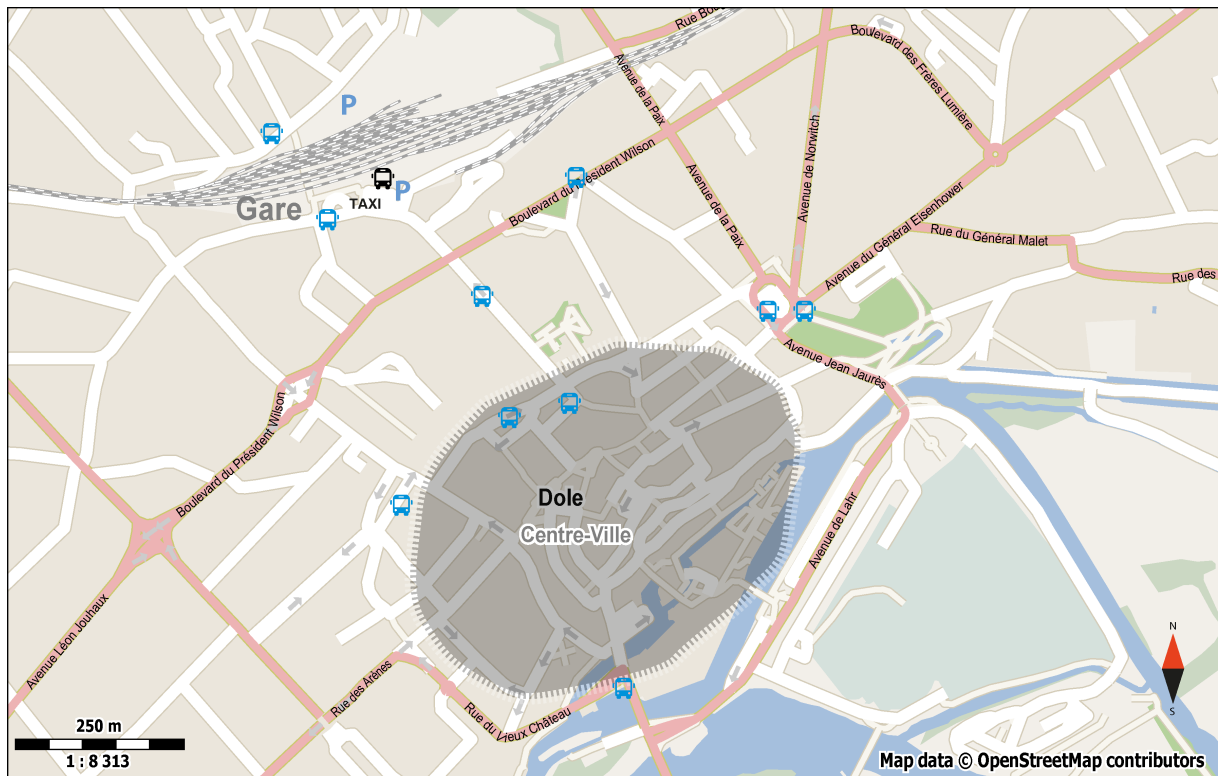 Rue Bou
Boulevard des Frères Lumière
Avenue de la Paix
P
Avenue de Norwitch
Boulevard du Président Wilson
Avenue de la Paix
P
TAXI
Gare
Avenue du Général Eisenhower
Rue du Général Malet
Rue des
Avenue Jean Jaurès
Boulevard du Président Wilson
Dole
Centre-Ville
Avenue de Lahr
Avenue Léon Jouhaux
Rue des Arènes
Rue du Vieux Château
N
S
250 m
1 : 8 313
Map data © OpenStreetMap contributors